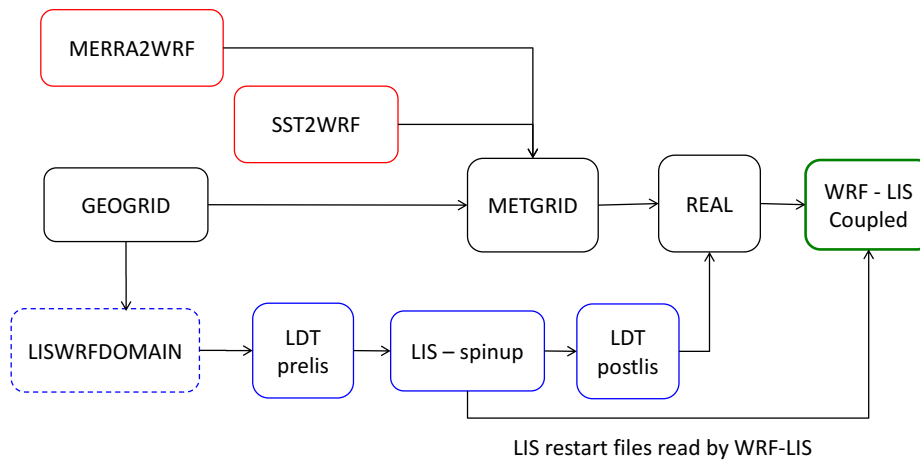 MERRA2WRF
SST2WRF
GEOGRID
METGRID
REAL
WRF - LIS
Coupled
LISWRFDOMAIN
LDT
prelis
LIS – spinup
LDT
postlis
LIS restart files read by WRF-LIS